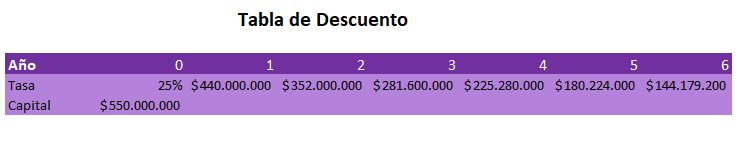 Tabla de Descuento
Año 0 1 2 3 4 5 6
Tasa 25% $440.000.000 $352.000.000 $281.600.000 $225.280.000 $180.224.000 $144.179.200
Capital $550.000.000